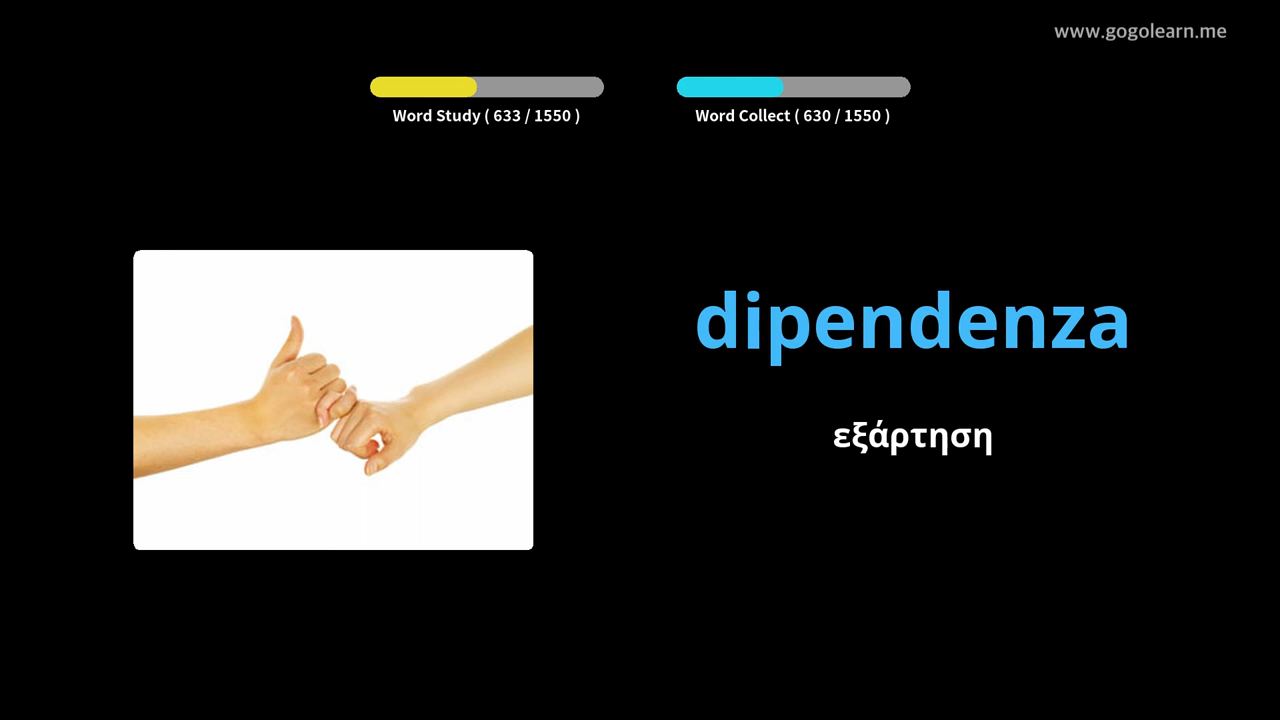 www.gogolearn.me
Word Study ( 633 / 1550 )
Word Collect ( 630 / 1550 )
dipendenza
εξάρτηση